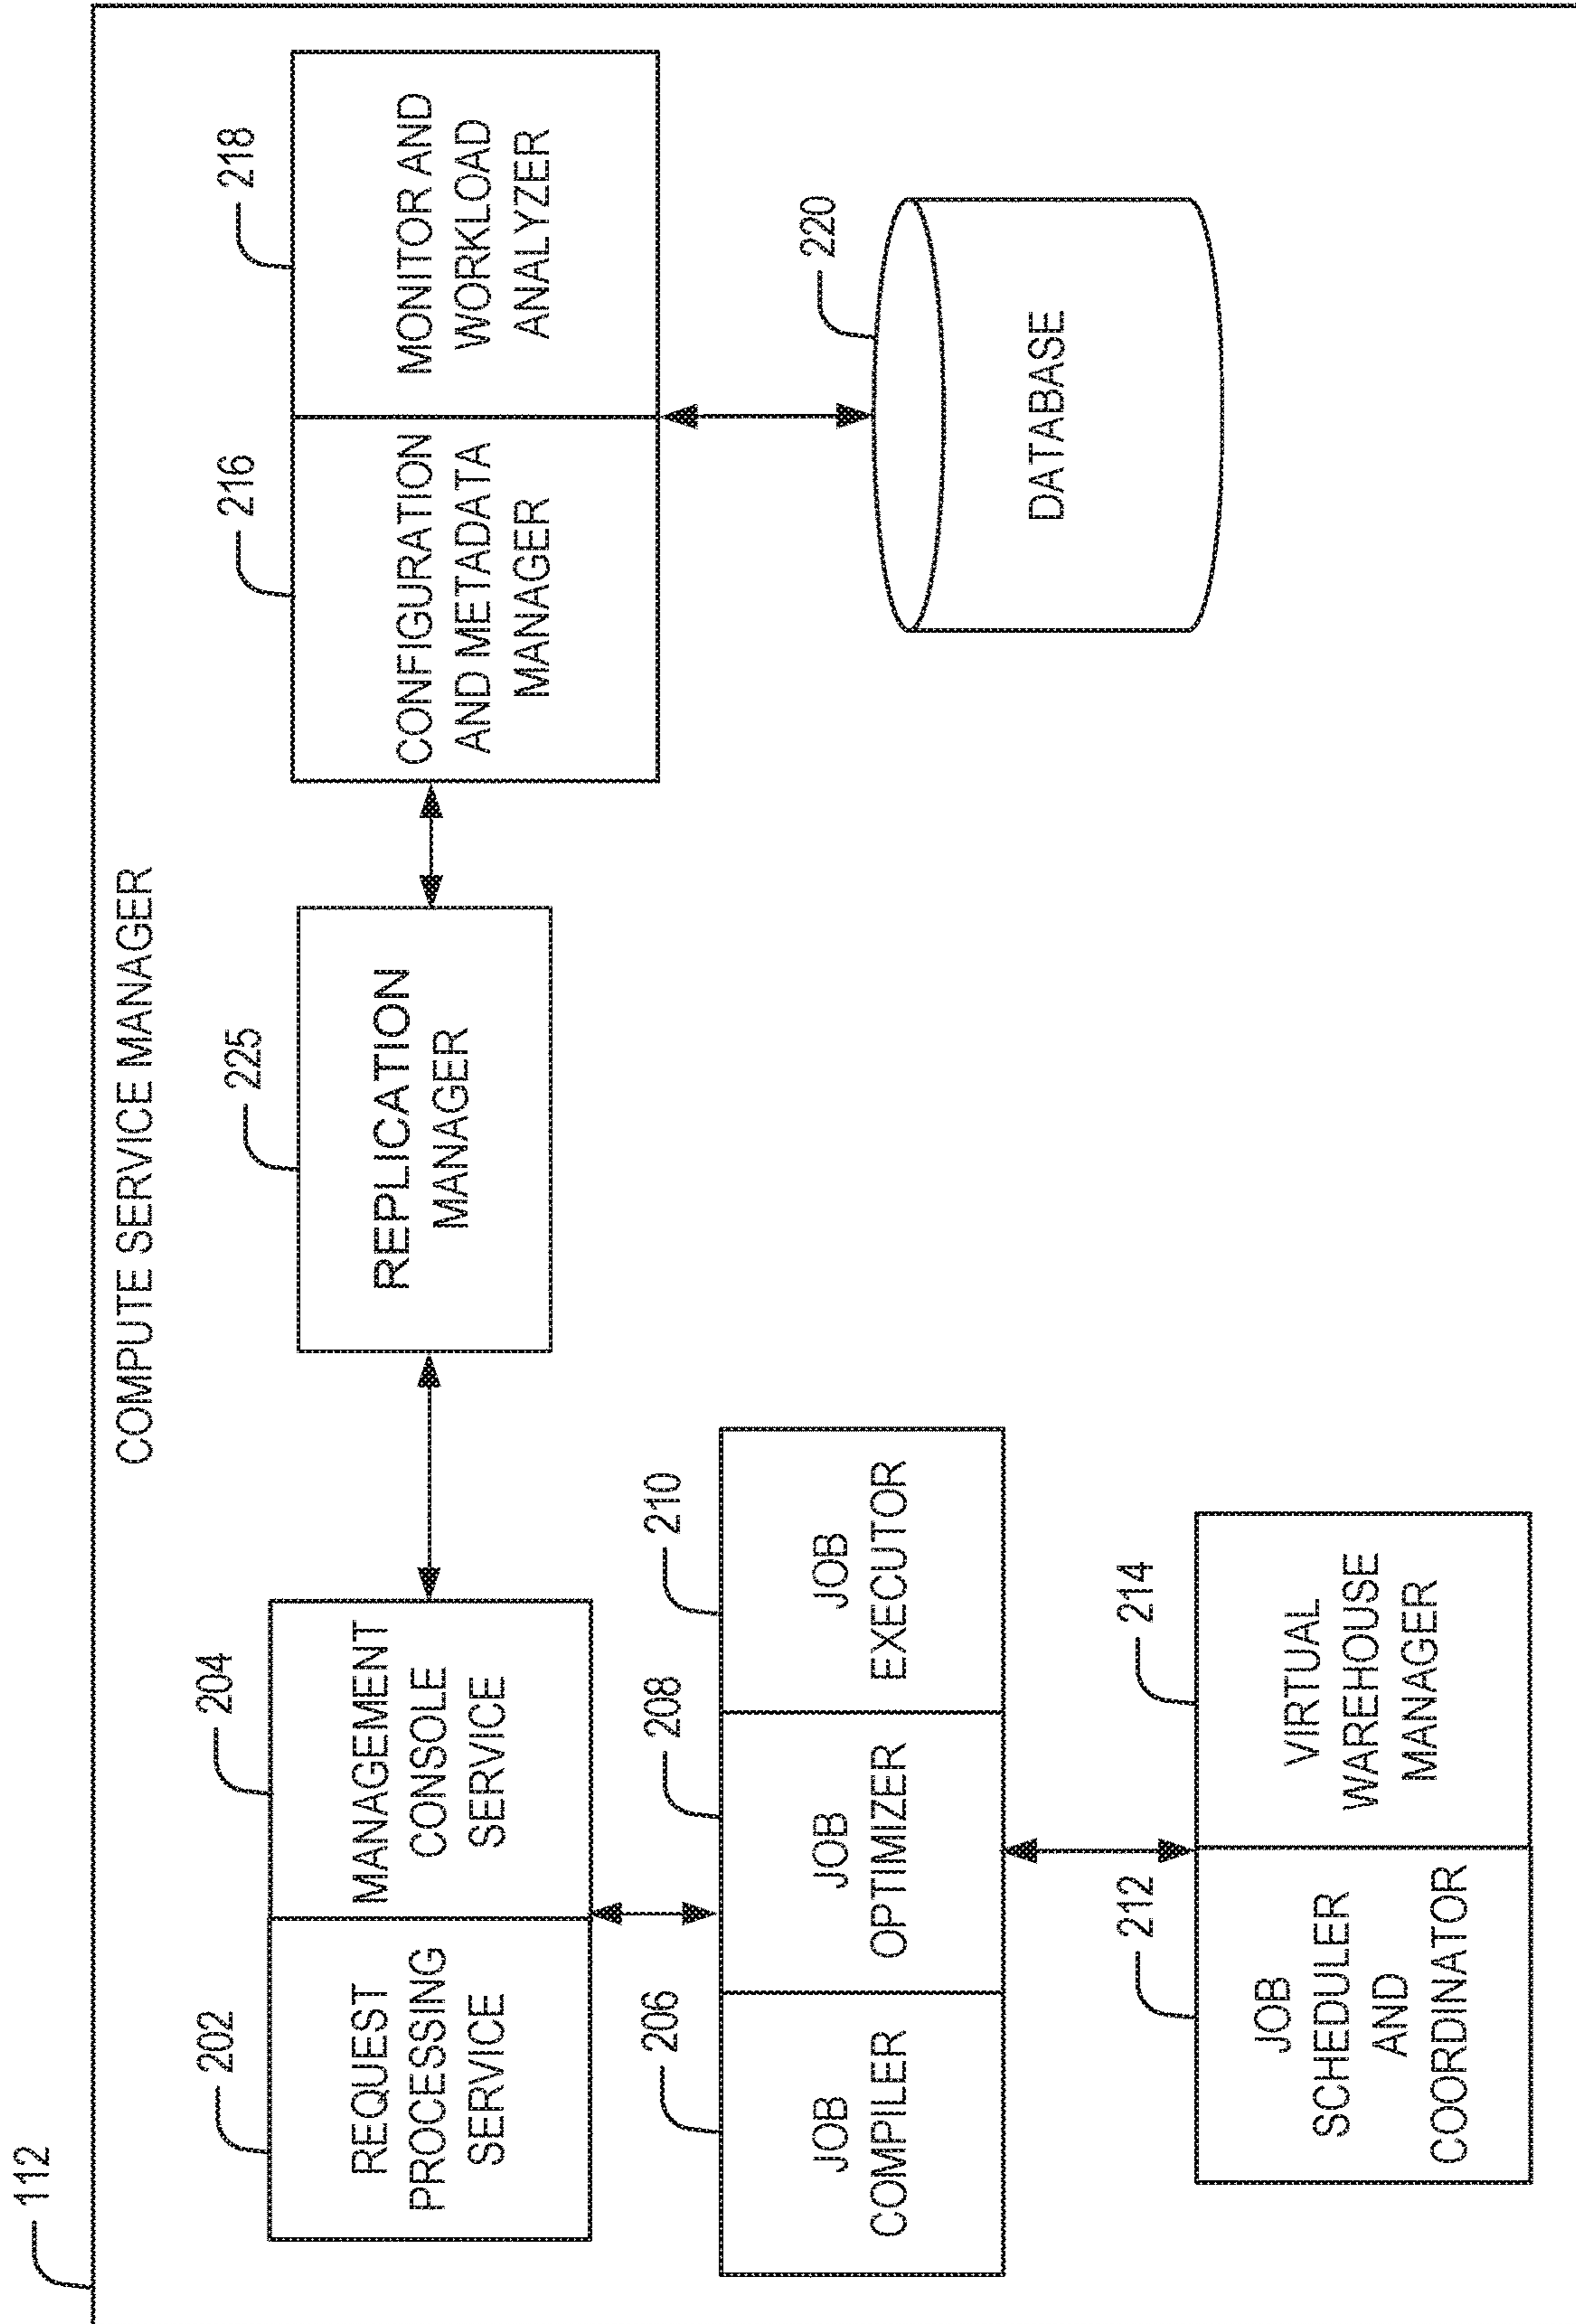 112
COMPUTE SERVICE MANAGER
202
REQUEST
PROCESSING
SERVICE
204
MANAGEMENT
CONSOLE
SERVICE
225
REPLICATION
MANAGER
216
CONFIGURATION
AND METADATA
MANAGER
218
MONITOR AND
WORKLOAD
ANALYZER
206
JOB
COMPILER
208
JOB
OPTIMIZER
210
JOB
EXECUTOR
220
DATABASE
212
JOB
SCHEDULER
AND
COORDINATOR
214
VIRTUAL
WAREHOUSE
MANAGER